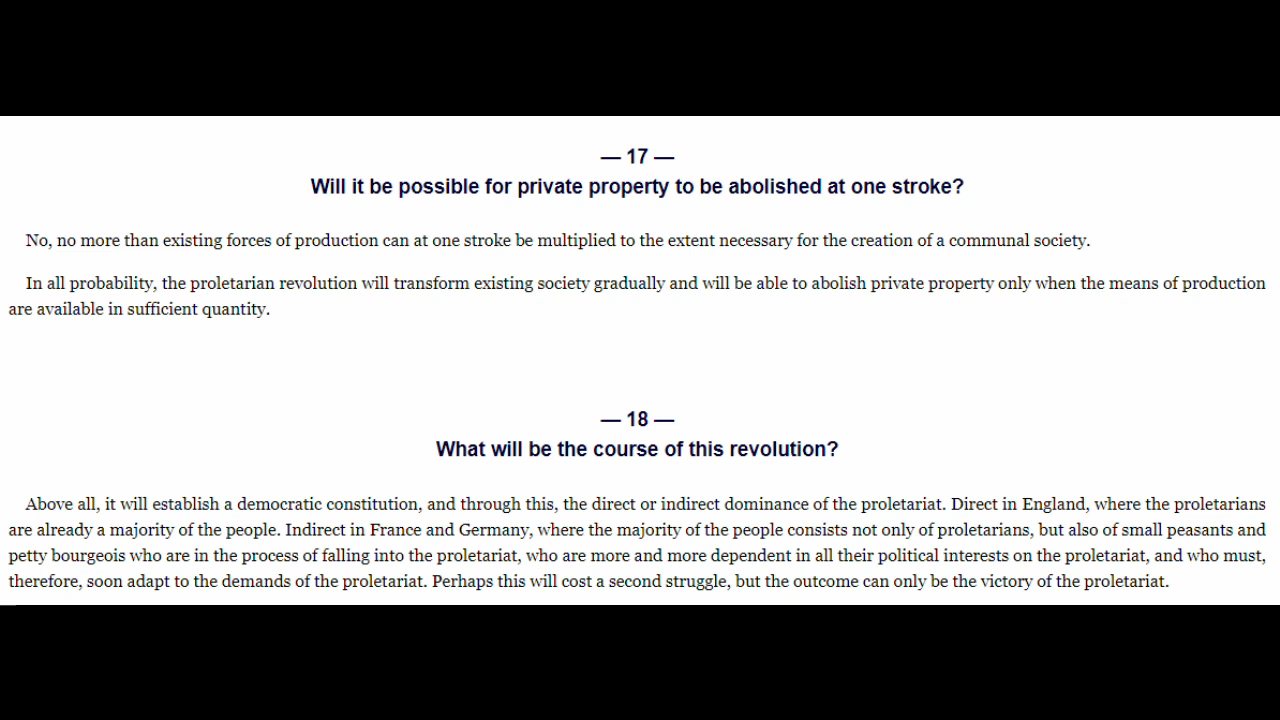 — 17 —
Will it be possible for private property to be abolished at one stroke?
No, no more than existing forces of production can at one stroke be multiplied to the extent necessary for the creation of a communal society.
In all probability, the proletarian revolution will transform existing society gradually and will be able to abolish private property only when the means of production
are available in sufficient quantity.
— 18 —
What will be the course of this revolution?
Above all, it will establish a democratic constitution, and through this, the direct or indirect dominance of the proletariat. Direct in England, where the proletarians
are already a majority of the people. Indirect in France and Germany, where the majority of the people consists not only of proletarians, but also of small peasants and
petty bourgeois who are in the process of falling into the proletariat, who are more and more dependent in all their political interests on the proletariat, and who must,
therefore, soon adapt to the demands of the proletariat. Perhaps this will cost a second struggle, but the outcome can only be the victory of the proletariat.